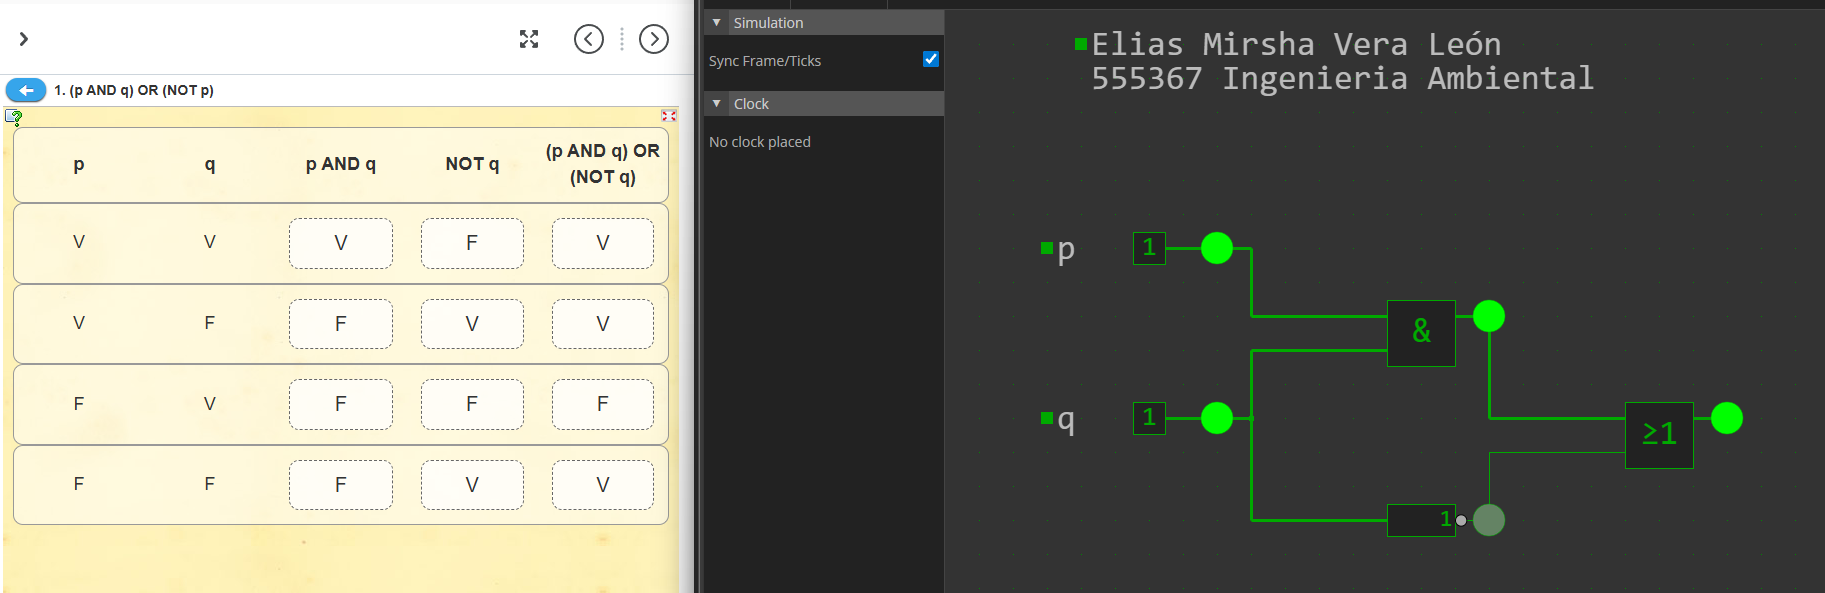 1. (p AND q) OR (NOT p)
p q p AND q NOT q (p AND q) OR
(NOT q)
V V V F V
V F F V V
F V F F F
F F F V V
Simulation
Sync Frame/Ticks
Clock
No clock placed
Elias Mirsha Vera León
555367 Ingenieria Ambiental
p 1
&
q 1
≥1
1